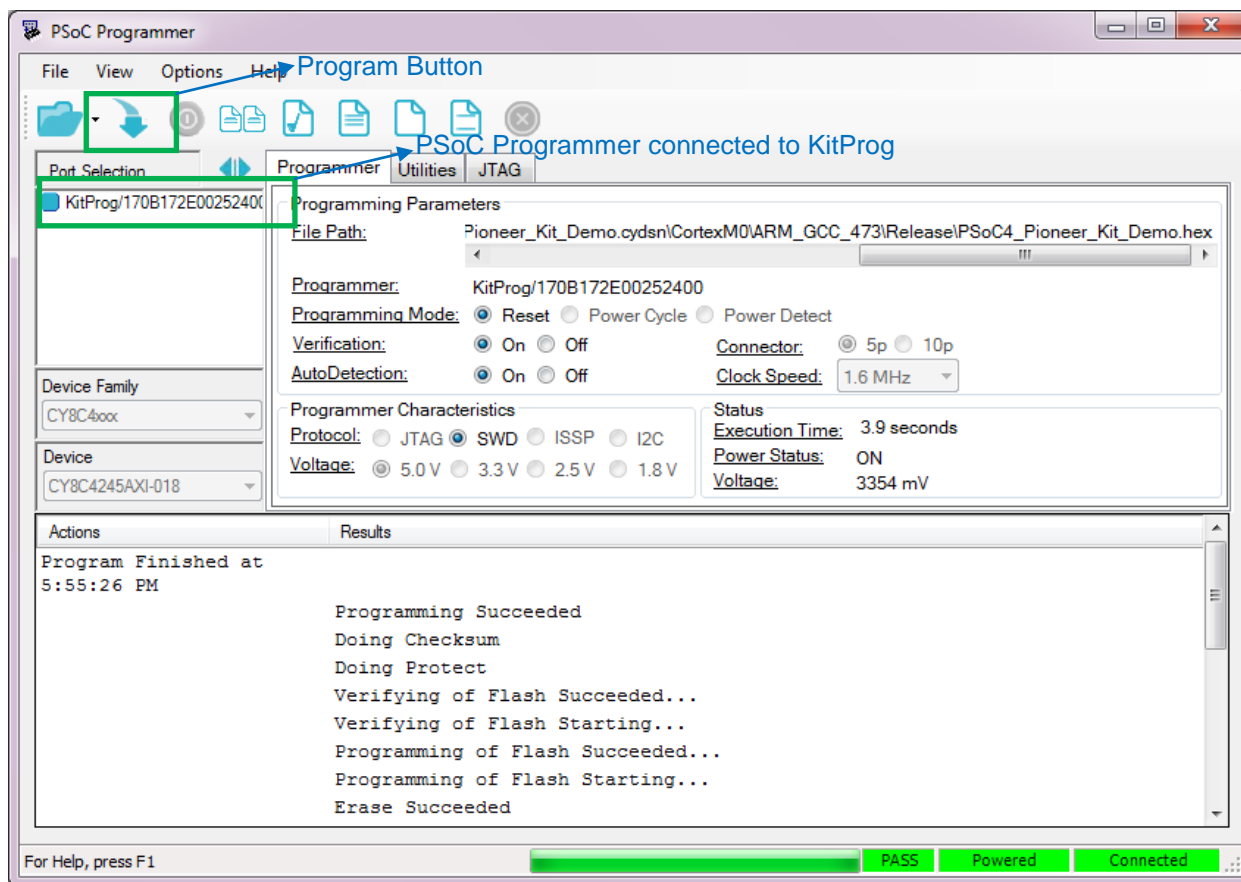 PSoC Programmer
File View Options Help
Program Button
PSoC Programmer connected to KitProg
Port Selection
KitProg/170B172E00252400
Programmer Utilities JTAG
Programming Parameters
File Path: Pioneer_Kit_Demo.cydsn\CortexM0\ARM_GCC_473\Release\PSoC4_Pioneer_Kit_Demo.hex
Programmer: KitProg/170B172E00252400
Programming Mode: Reset Power Cycle Power Detect
Verification: On Off Connector: 5p 10p
AutoDetection: On Off Clock Speed: 1.6 MHz
Device Family
CY8C4xxx
Device
CY8C4245AXI-018
Programmer Characteristics
Protocol: JTAG SWD ISSP I2C
Voltage: 5.0 V 3.3 V 2.5 V 1.8 V
Status
Execution Time: 3.9 seconds
Power Status: ON
Voltage: 3354 mV
Actions Results
Program Finished at
5:55:26 PM
Programming Succeeded
Doing Checksum
Doing Protect
Verifying of Flash Succeeded...
Verifying of Flash Starting...
Programming of Flash Succeeded...
Programming of Flash Starting...
Erase Succeeded
For Help, press F1 PASS Powered Connected